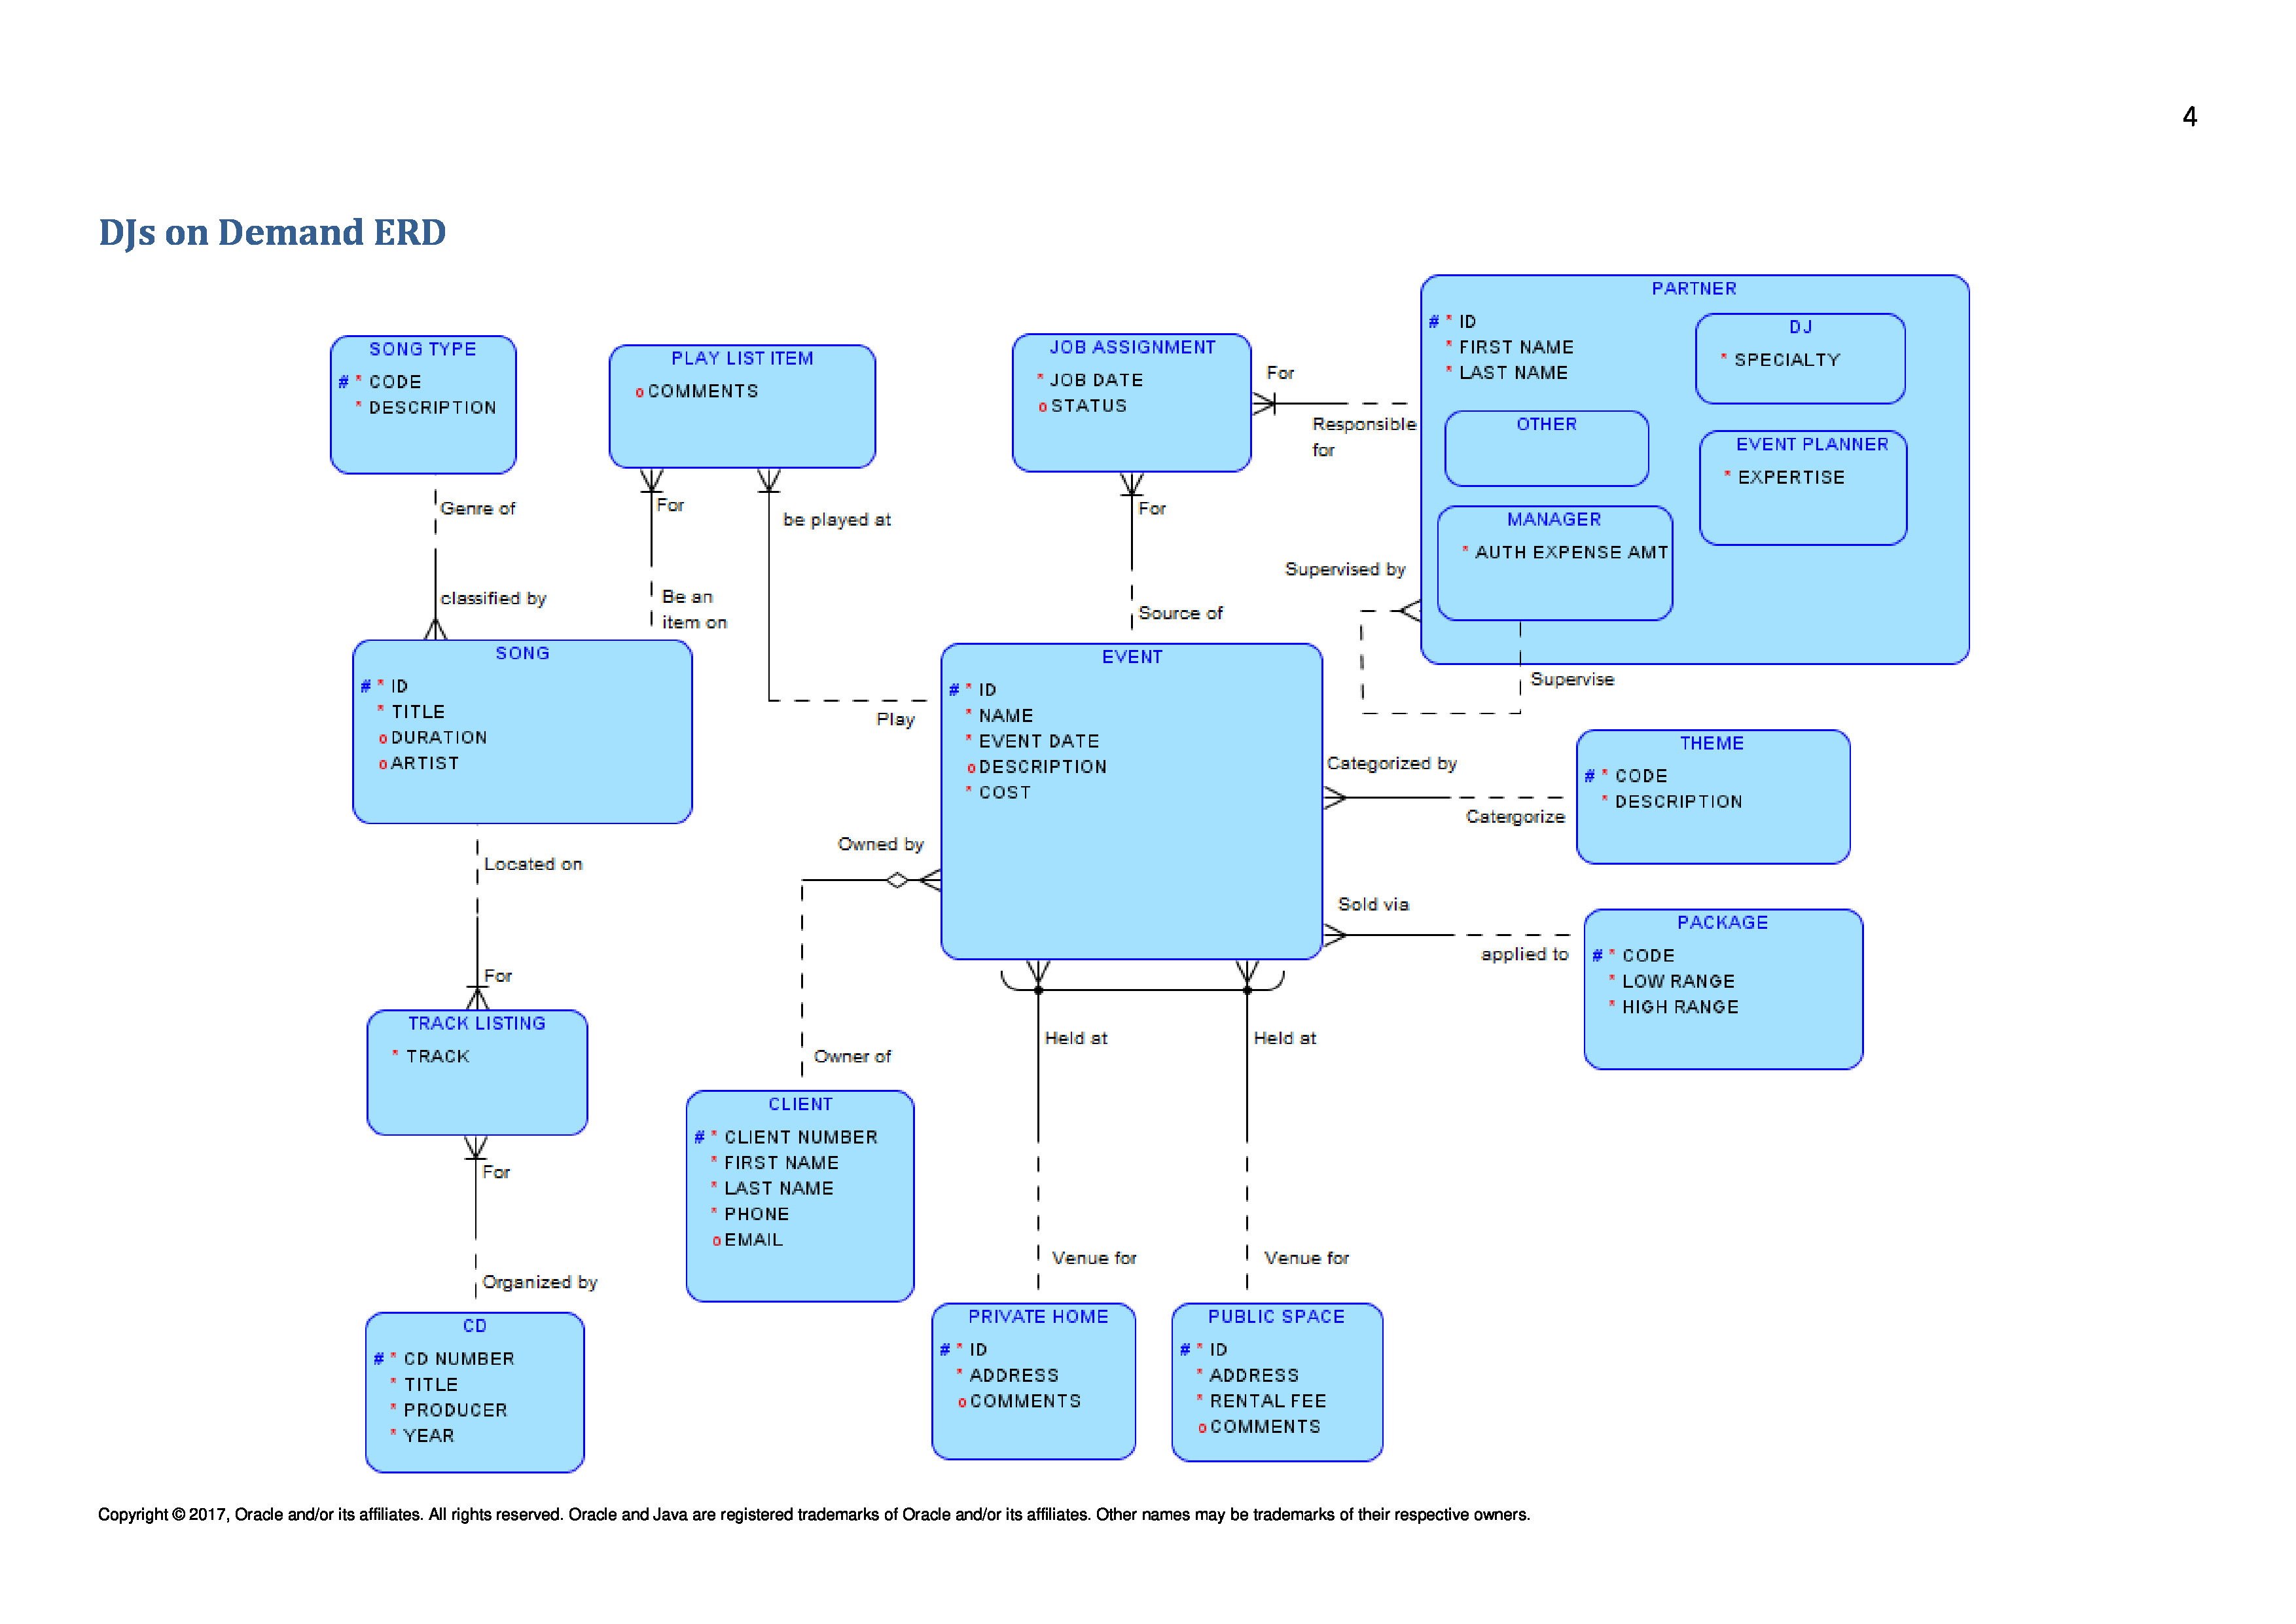 4
DJs on Demand ERD
SONG TYPE
# * CODE
* DESCRIPTION
PLAY LIST ITEM
o COMMENTS
JOB ASSIGNMENT
* JOB DATE
o STATUS
For
Responsible
for
PARTNER
# * ID
* FIRST NAME
* LAST NAME
DJ
* SPECIALTY
OTHER
EVENT PLANNER
* EXPERTISE
MANAGER
* AUTH EXPENSE AMT
Supervised by
Supervise
Genre of
classified by
For
Be an
item on
be played at
Play
For
Source of
SONG
# * ID
* TITLE
o DURATION
o ARTIST
EVENT
# * ID
* NAME
* EVENT DATE
o DESCRIPTION
* COST
Categorized by
Catergorize
THEME
# * CODE
* DESCRIPTION
Owned by
Owner of
Sold via
applied to
PACKAGE
# * CODE
* LOW RANGE
* HIGH RANGE
Located on
For
TRACK LISTING
* TRACK
For
Organized by
Held at
Held at
Venue for
Venue for
CLIENT
# * CLIENT NUMBER
* FIRST NAME
* LAST NAME
* PHONE
o EMAIL
CD
# * CD NUMBER
* TITLE
* PRODUCER
* YEAR
PRIVATE HOME
# * ID
* ADDRESS
o COMMENTS
PUBLIC SPACE
# * ID
* ADDRESS
* RENTAL FEE
o COMMENTS
Copyright © 2017, Oracle and/or its affiliates. All rights reserved. Oracle and Java are registered trademarks of Oracle and/or its affiliates. Other names may be trademarks of their respective owners.